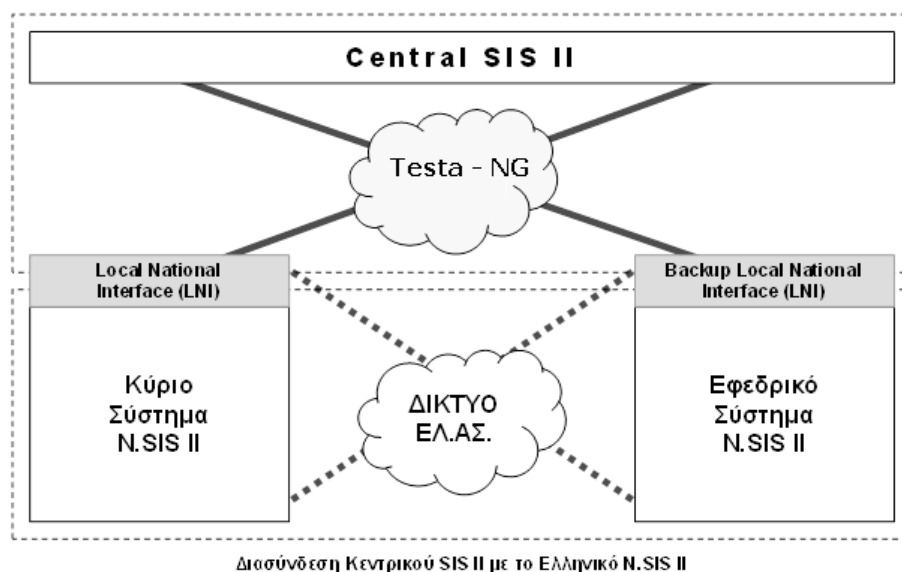 Central SIS II
Testa - NG
Local National
Interface (LNI)
Backup Local National
Interface (LNI)
Κύριο
Σύστημα
N.SIS II
ΔΙΚΤΥΟ
ΕΛ.ΑΣ.
Εφεδρικό
Σύστημα
N.SIS II
Διασύνδεση Κεντρικού SIS II με το Ελληνικό N.SIS II